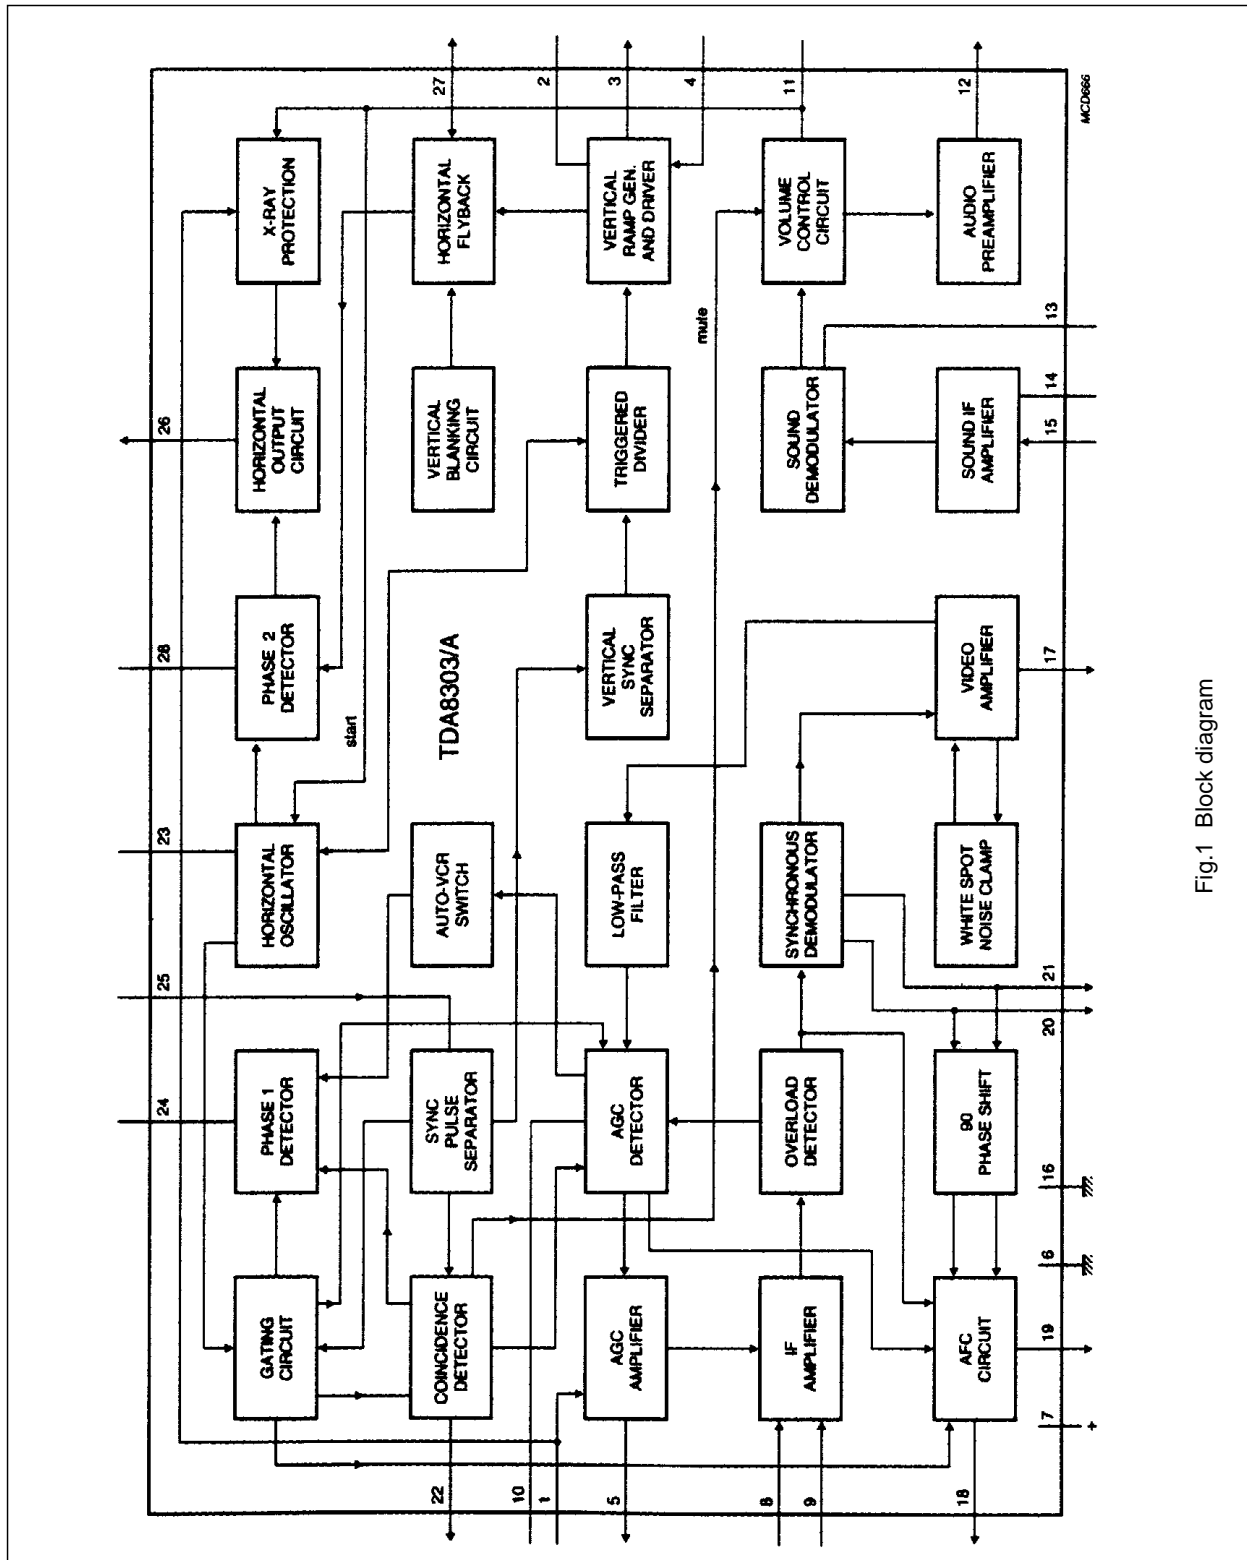 22
10
1
5
8
9
18
GATING
CIRCUIT
COINCIDENCE
DETECTOR
AGC
AMPLIFIER
IF
AMPLIFIER
AFC
CIRCUIT
7
19
6
16
24
PHASE 1
DETECTOR
SYNC
PULSE
SEPARATOR
AGC
DETECTOR
OVERLOAD
DETECTOR
90
PHASE SHIFT
20
21
25
23
HORIZONTAL
OSCILLATOR
AUTO-VCR
SWITCH
LOW-PASS
FILTER
SYNCHRONOUS
DEMODULATOR
WHITE SPOT
NOISE CLAMP
start
TDA8303/A
28
PHASE 2
DETECTOR
VERTICAL
SYNC
SEPARATOR
VIDEO
AMPLIFIER
17
26
HORIZONTAL
OUTPUT
CIRCUIT
VERTICAL
BLANKING
CIRCUIT
TRIGGERED
DIVIDER
SOUND
DEMODULATOR
SOUND IF
AMPLIFIER
15
14
13
mute
X-RAY
PROTECTION
HORIZONTAL
FLYBACK
VERTICAL
RAMP GEN.
AND DRIVER
VOLUME
CONTROL
CIRCUIT
AUDIO
PREAMPLIFIER
27
2
3
4
11
12
MCD666
+
Fig.1 Block diagram